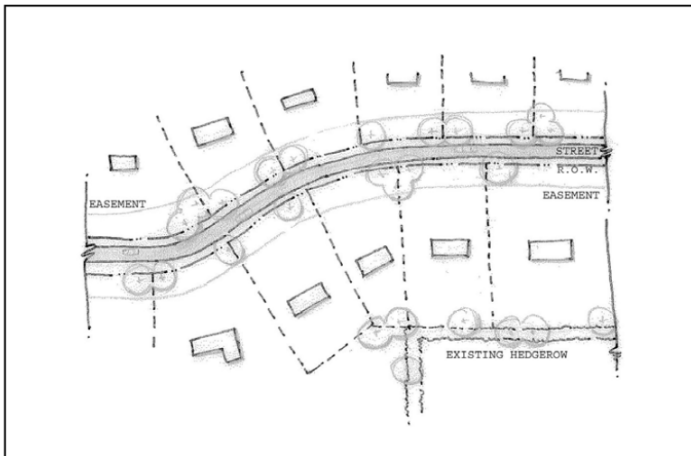 STREET
R.O.W.
EASEMENT
EASEMENT
EXISTING HEDGEROW